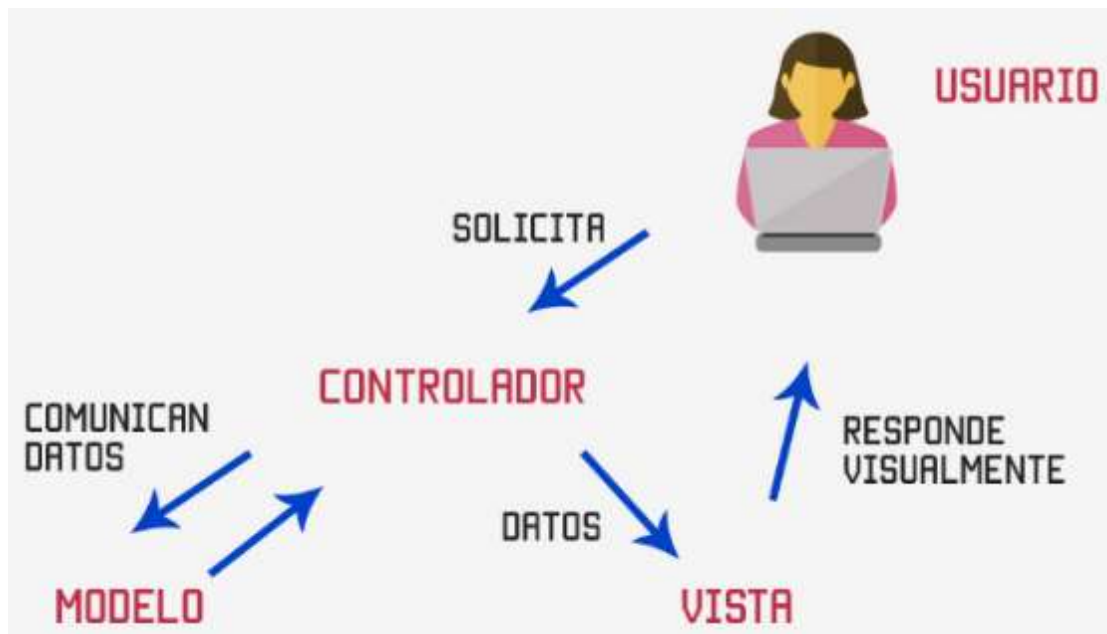 USUARIO
SOLICITA
CONTROLADOR
COMUNICAN
DATOS
RESPONDE
VISUALMENTE
DATOS
MODELO
VISTA